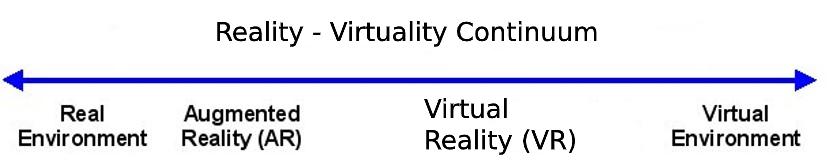 Reality - Virtuality Continuum
Real
Environment
Augmented
Reality (AR)
Virtual
Reality (VR)
Virtual
Environment